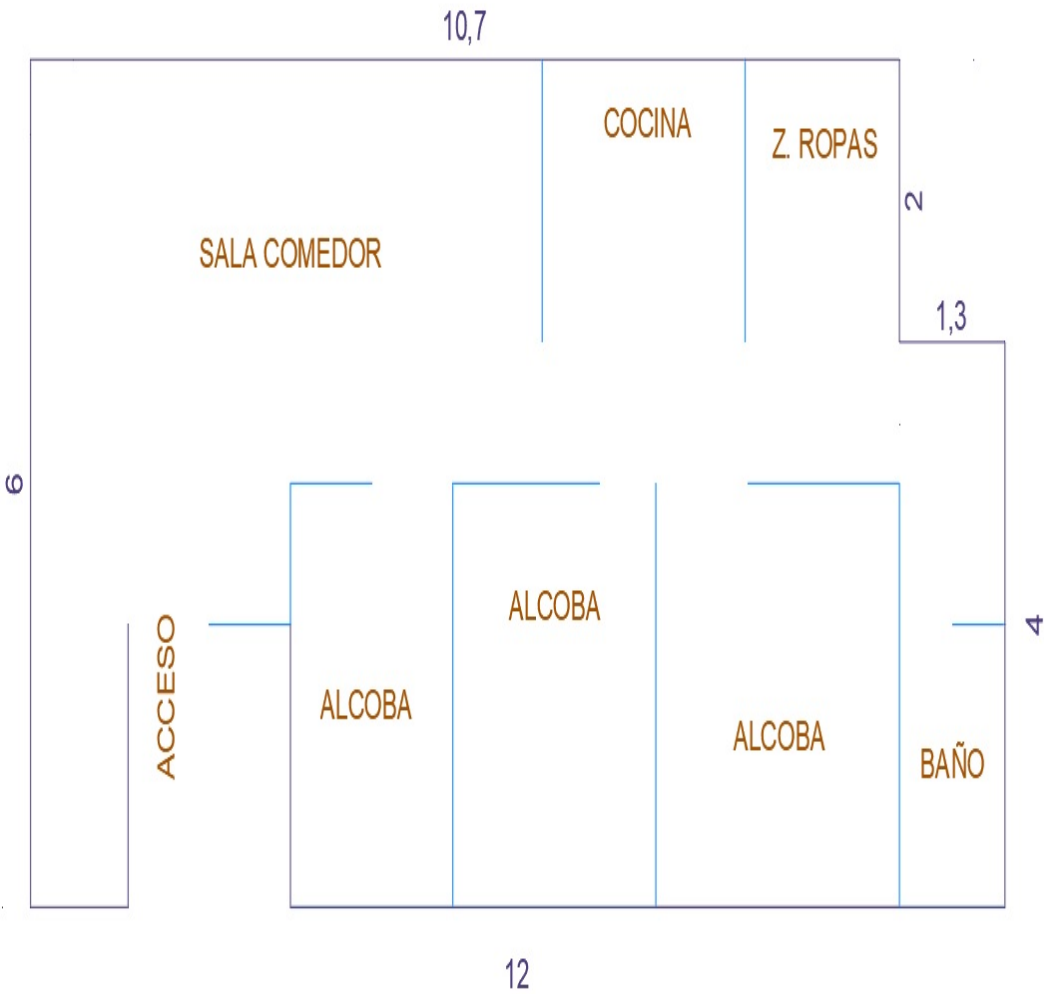 10,7
COCINA
Z. ROPAS
2
SALA COMEDOR
1,3
6
ALCOBA
4
ACCESO
ALCOBA
ALCOBA
BAÑO
12